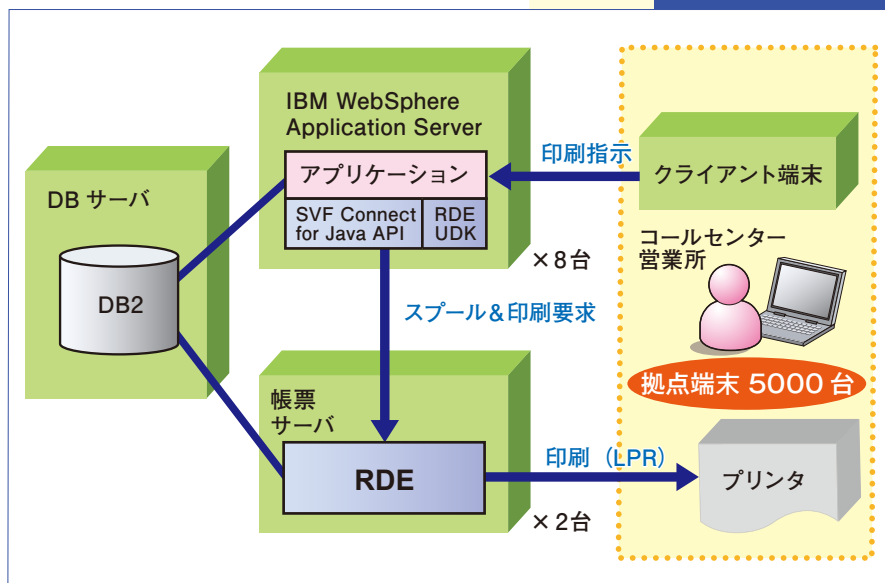 IBM WebSphere
Application Server
アプリケーション
SVF Connect
for Java API
RDE
UDK
×8台
印刷指示
クライアント端末
DB サーバ
DB2
コールセンター
営業所
スプール＆印刷要求
拠点端末 5000 台
帳票
サーバ
RDE
×2台
印刷（LPR）
プリンタ